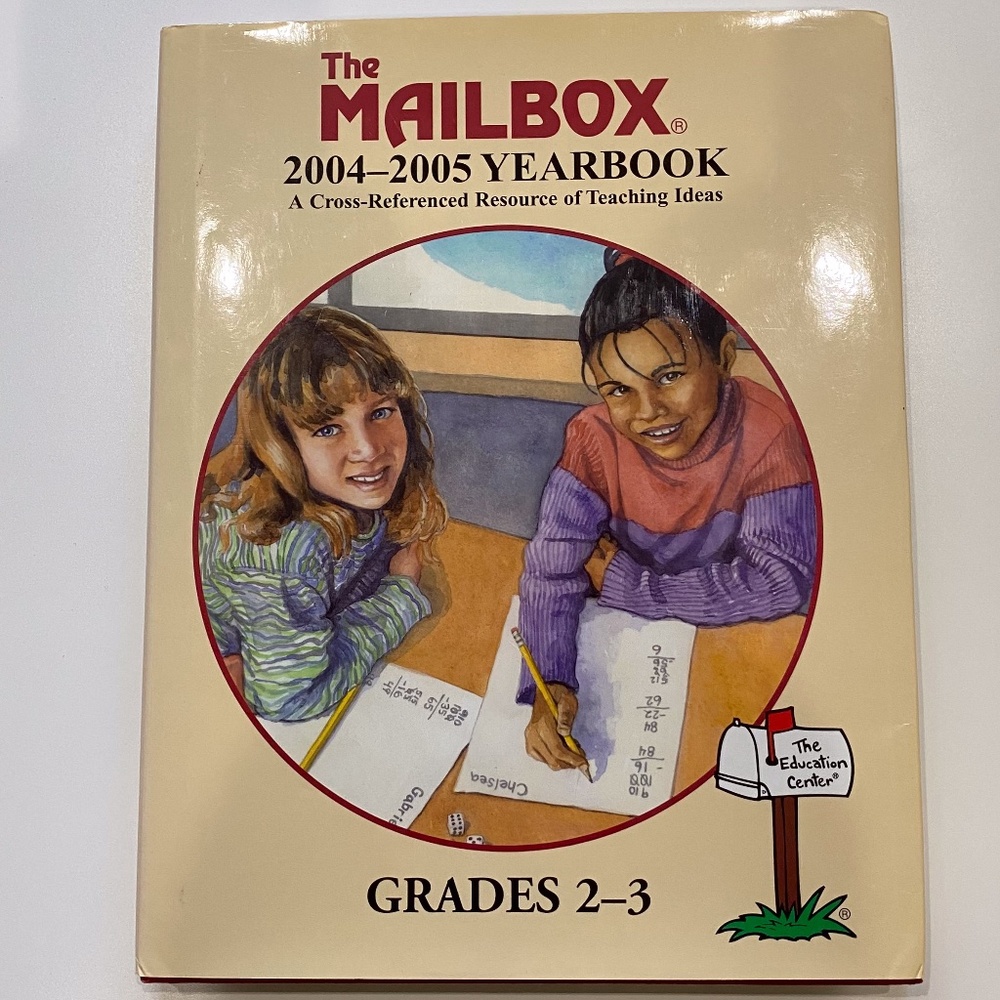 The
MAILBOX®
2004–2005 YEARBOOK
A Cross-Referenced Resource of Teaching Ideas
Chelsea
The
Education
Center®
GRADES 2–3
®